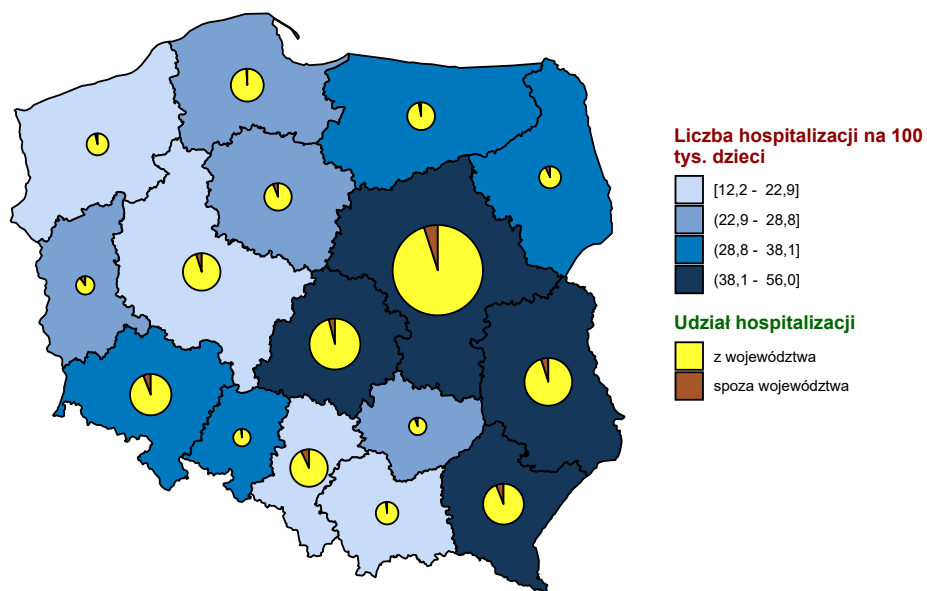 Liczba hospitalizacji na 100
tys. dzieci
[12,2 - 22,9]
(22,9 - 28,8]
(28,8 - 38,1]
(38,1 - 56,0]
Udział hospitalizacji
z województwa
spoza województwa